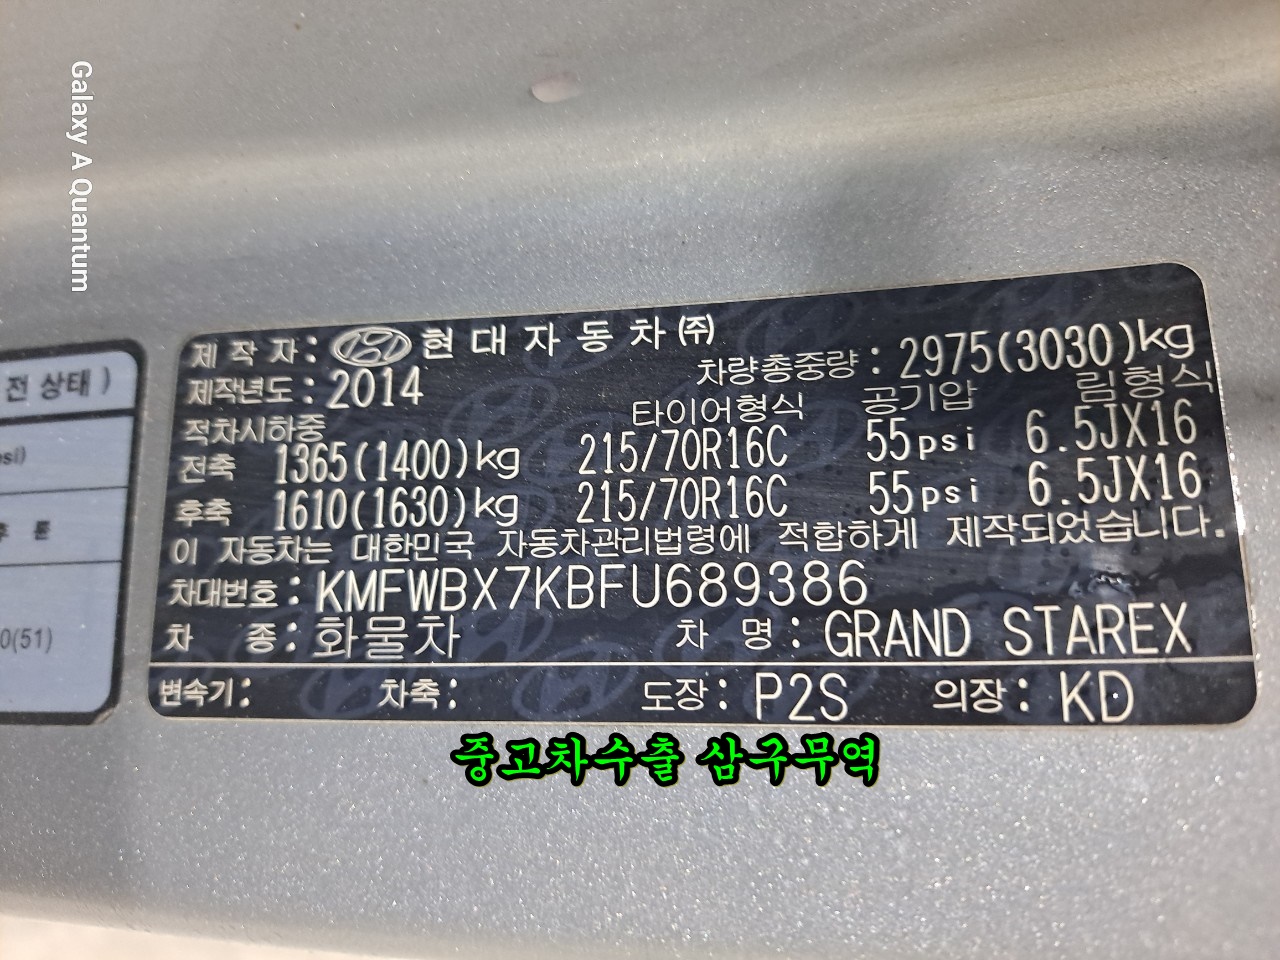 Galaxy A Quantum
전 상태 )
psi)
0(51)
제 작 자 : 현 대 자 동 차 ㈜
제작년도 : 2014
차량총중량 : 2975(3030)kg
적차시하중 타이어형식 공기압 림형식
전축 1365(1400)kg 215/70R16C 55psi 6.5JX16
후축 1610(1630)kg 215/70R16C 55psi 6.5JX16
이 자동차는 대한민국 자동차관리법령에 적합하게 제작되었습니다.
차대번호 : KMFWBX7KBFU689386
차 종 : 화물차 차 명 : GRAND STAREX
변속기 : 차축 : 도장 : P2S 의장 : KD
중고차수출 삼구무역